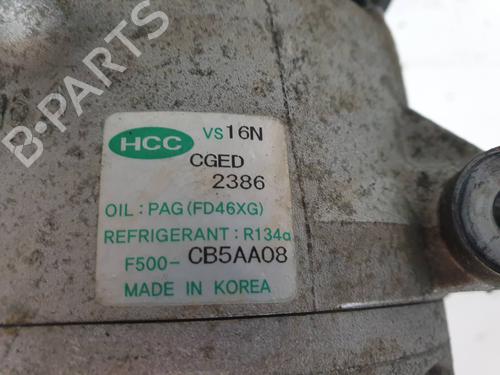 HCC VS16N
CGED
2386
OIL : PAG (FD46XG)
REFRIGERANT : R134a
F500- CB5AA08
MADE IN KOREA
B-PARTS